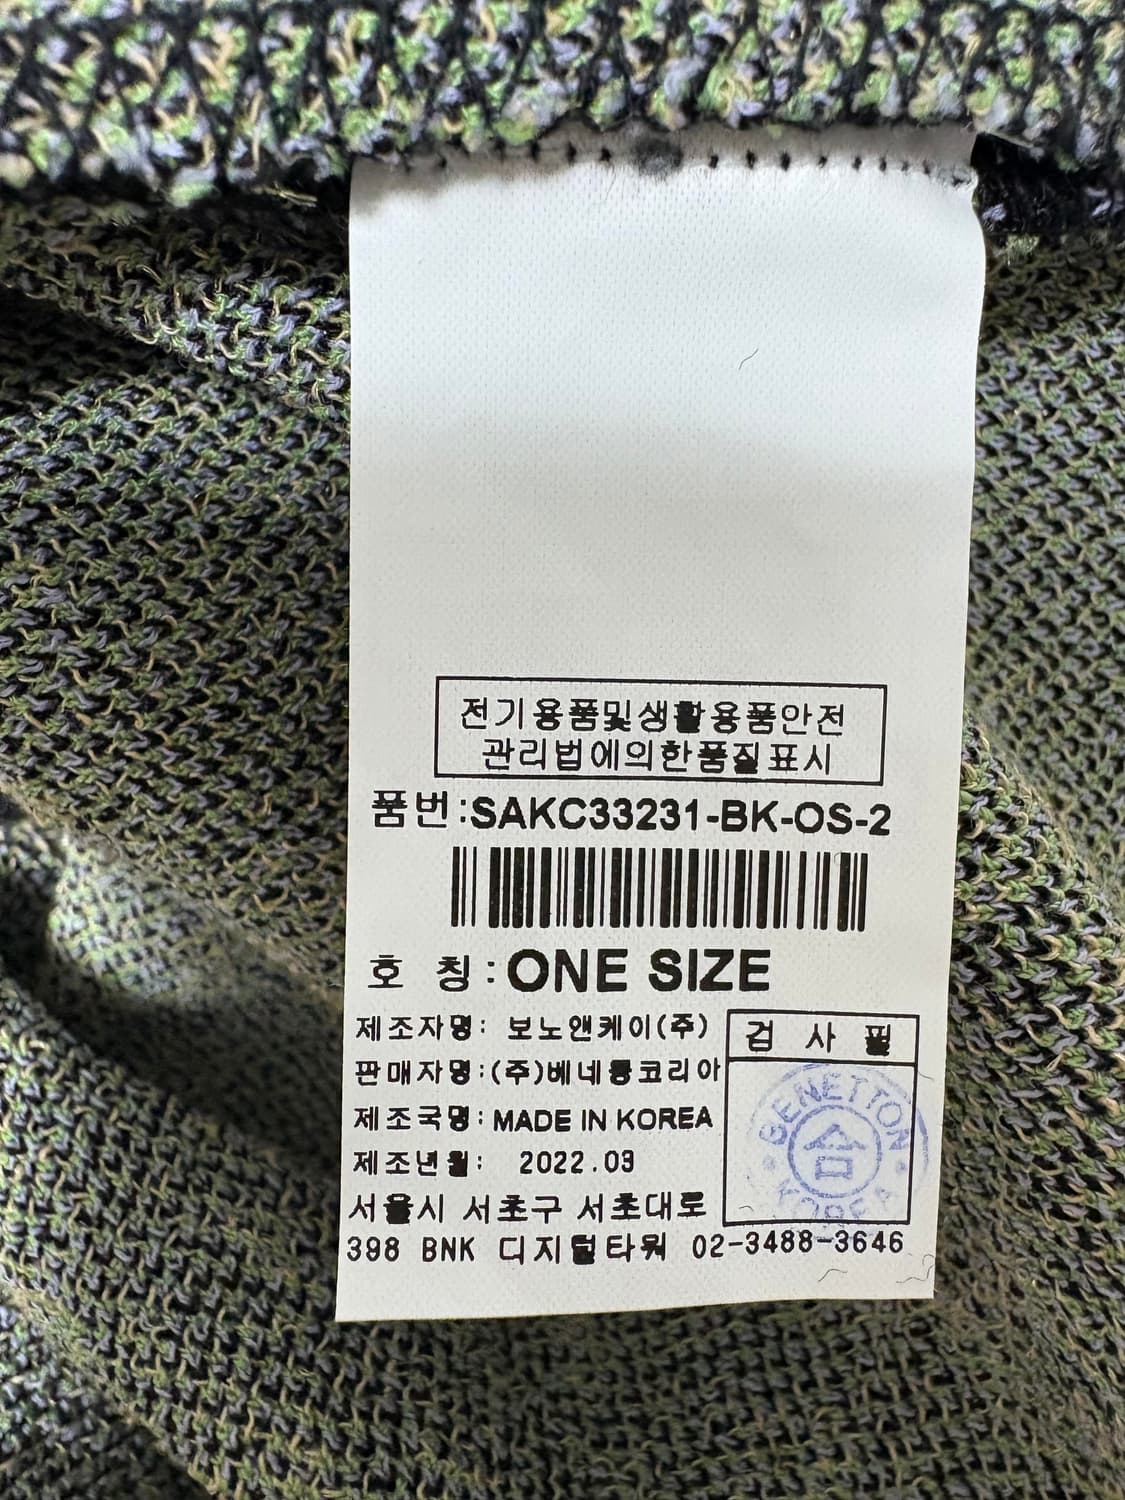 전기용품및생활용품안전
관리법에의한품질표시
품번:SAKC33231-BK-OS-2
호 칭:ONE SIZE
제조자명: 보노앤케이(주)
판매자명:(주)베네통코리아
제조국명:MADE IN KOREA
제조년월: 2022.09
서울시 서초구 서초대로
398 BNK 디지털타워 02-3488-3646
검 사 필
BENETTON
合
KOREA